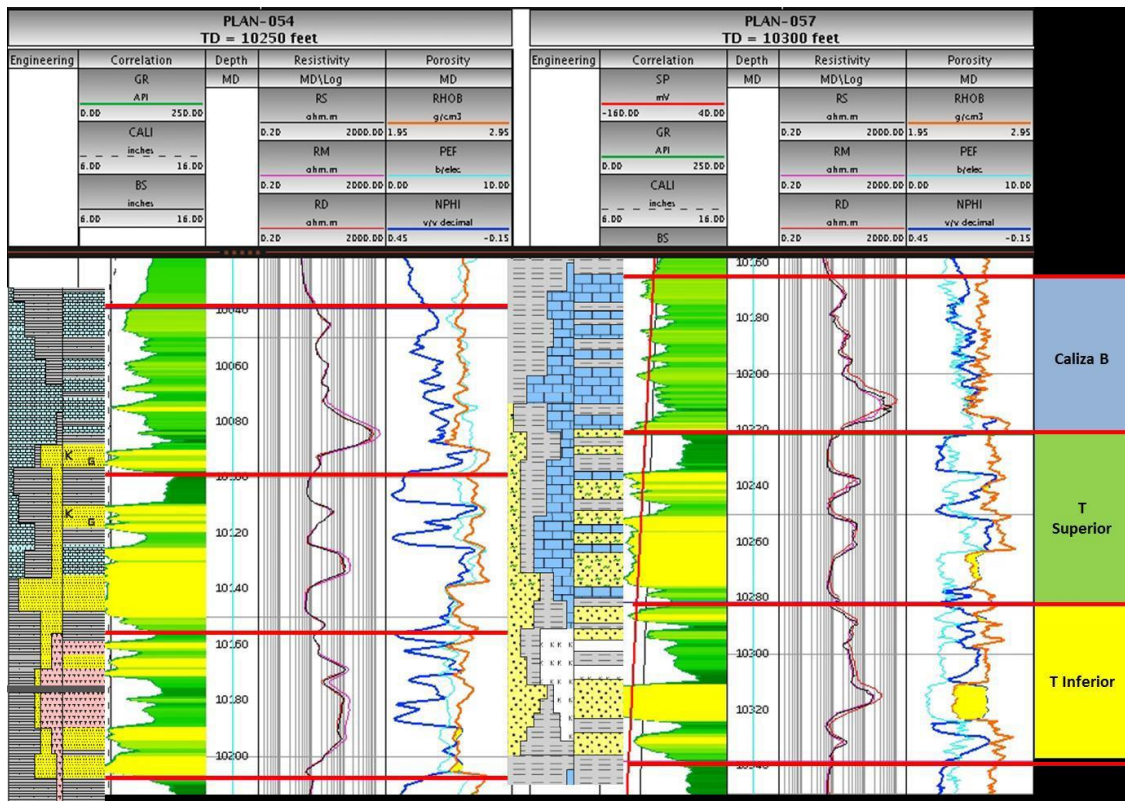 PLAN-054
TD = 10250 feet
Engineering Correlation Depth Resistivity Porosity
GR MD MD\Log MD
API RS RHOB
0.00 250.00 ohm.m g/cm3
CALI 0.20 2000.00 1.95 2.95
inches RM PEF
6.00 16.00 ohm.m b/elec
BS 0.20 2000.00 0.00 10.00
inches RD NPHI
6.00 16.00 ohm.m v/v decimal
0.20 2000.00 0.45 -0.15
10040
10060
10080
10100
10120
10140
10160
10180
10200
K G
K G
PLAN-057
TD = 10300 feet
Engineering Correlation Depth Resistivity Porosity
SP MD MD\Log MD
mV RS RHOB
-160.00 40.00 ohm.m g/cm3
GR 0.20 2000.00 1.95 2.95
API RM PEF
0.00 250.00 ohm.m b/elec
CALI 0.20 2000.00 0.00 10.00
inches RD NPHI
6.00 16.00 ohm.m v/v decimal
BS 0.20 2000.00 0.45 -0.15
10160
10180
10200
10220
10240
10260
10280
10300
10320
10340
K K K
K K
K K K
K K
K K K
K
K
Caliza B
T
Superior
T Inferior